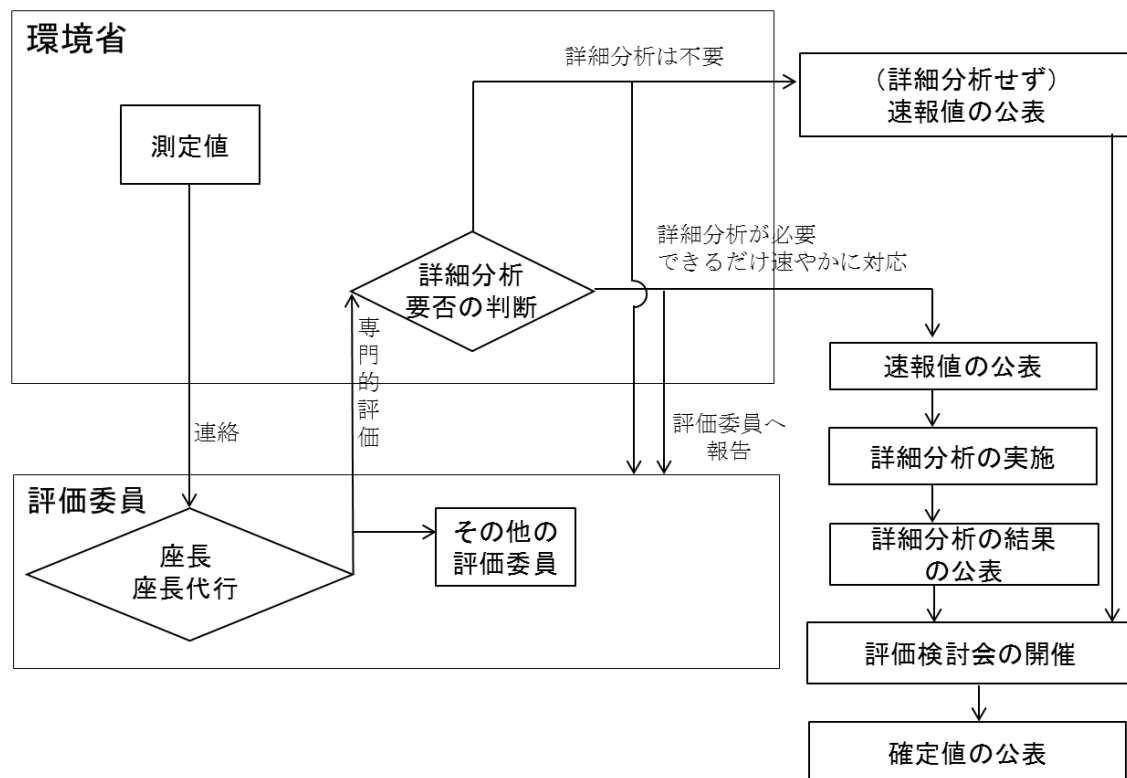 環境省
詳細分析は不要
（詳細分析せず）
速報値の公表
測定値
詳細分析が必要
できるだけ速やかに対応
詳細分析
要否の判断
専門的評価
速報値の公表
連絡
評価委員へ
報告
詳細分析の実施
評価委員
座長
座長代行
その他の
評価委員
詳細分析の結果
の公表
評価検討会の開催
確定値の公表